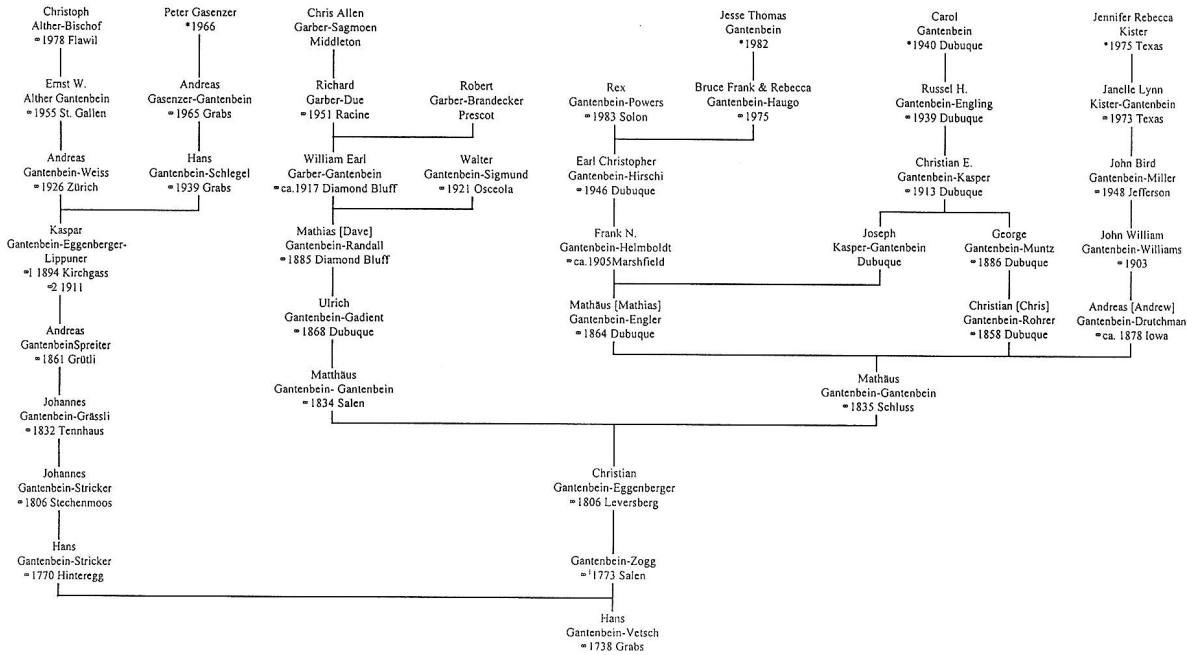 Christoph
Alther-Bischof
∞ 1978 Flawil
Peter Gasenzer
*1966
Chris Allen
Garber-Sagmoen
Middleton
Jesse Thomas
Gantenbein
*1982
Carol
Gantenbein
*1940 Dubuque
Jennifer Rebecca
Kister
*1975 Texas
Ernst W.
Alther Gantenbein
∞ 1955 St. Gallen
Andreas
Gasenzer-Gantenbein
∞ 1965 Grabs
Richard
Garber-Due
∞ 1951 Racine
Robert
Garber-Brandecker
Prescot
Rex
Gantenbein-Powers
∞ 1983 Solon
Bruce Frank & Rebecca
Gantenbein-Haugo
∞ 1975
Russel H.
Gantenbein-Engling
∞ 1939 Dubuque
Janelle Lynn
Kister-Gantenbein
∞ 1973 Texas
Andreas
Gantenbein-Weiss
∞ 1926 Zürich
Hans
Gantenbein-Schlegel
∞ 1939 Grabs
William Earl
Garber-Gantenbein
∞ ca.1917 Diamond Bluff
Walter
Gantenbein-Sigmund
∞ 1921 Osceola
Earl Christopher
Gantenbein-Hirschi
∞ 1946 Dubuque
Christian E.
Gantenbein-Kasper
∞ 1913 Dubuque
John Bird
Gantenbein-Miller
∞ 1948 Jefferson
Kaspar
Gantenbein-Eggenberger-
Lippuner
∞1 1894 Kirchgass
∞2 1911
Mathias [Dave]
Gantenbein-Randall
∞ 1885 Diamond Bluff
Frank N.
Gantenbein-Helmboldt
∞ ca.1905Marshfield
Joseph
Kasper-Gantenbein
Dubuque
George
Gantenbein-Muntz
∞ 1886 Dubuque
John William
Gantenbein-Williams
∞ 1903
Ulrich
Gantenbein-Gadient
∞ 1868 Dubuque
Mathäus [Mathias]
Gantenbein-Engler
∞ 1864 Dubuque
Christian [Chris]
Gantenbein-Rohrer
∞ 1858 Dubuque
Andreas [Andrew]
Gantenbein-Drutchman
∞ ca. 1878 Iowa
Andreas
GantenbeinSpreiter
∞ 1861 Grütli
Matthäus
Gantenbein- Gantenbein
∞ 1834 Salen
Mathäus
Gantenbein-Gantenbein
∞ 1835 Schluss
Johannes
Gantenbein-Grässli
∞ 1832 Tennhaus
Johannes
Gantenbein-Stricker
∞ 1806 Stechenmoos
Christian
Gantenbein-Eggenberger
∞ 1806 Leversberg
Hans
Gantenbein-Stricker
∞ 1770 Hinteregg
Gantenbein-Zogg
∞ ¹1773 Salen
Hans
Gantenbein-Vetsch
∞ 1738 Grabs